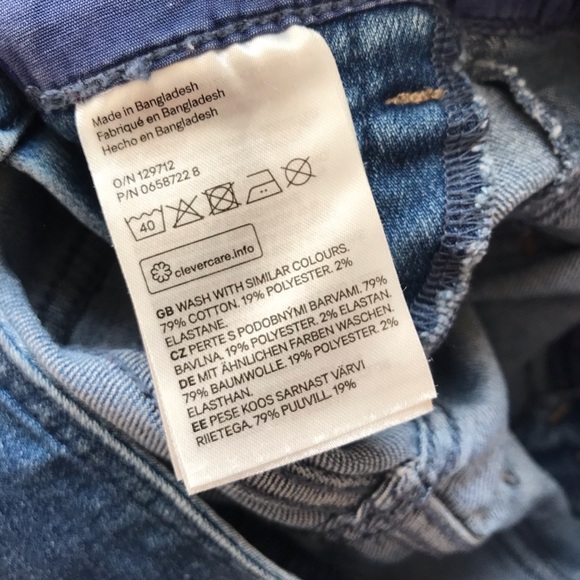 Made in Bangladesh
Fabriqué en Bangladesh
Hecho en Bangladesh
O/N 129712
P/N 0658722 8
40
clevercare.info
GB WASH WITH SIMILAR COLOURS.
79% COTTON. 19% POLYESTER. 2%
ELASTANE.
CZ PERTE S PODOBNÝMI BARVAMI. 79%
BAVLNA. 19% POLYESTER. 2% ELASTAN.
DE MIT ÄHNLICHEN FARBEN WASCHEN.
79% BAUMWOLLE. 19% POLYESTER. 2%
ELASTHAN.
EE PESE KOOS SARNAST VÄRVI
RIIETEGA. 79% PUUVILL 19%